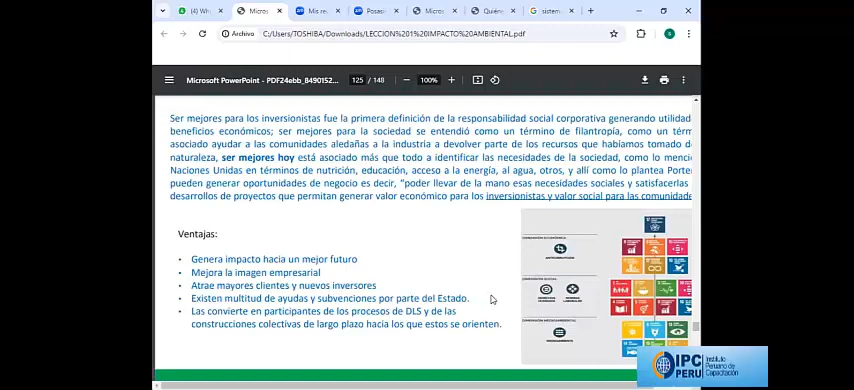 (4) Wh
Micros
Mis re
Posas
Micros
Quién
sistem
Archivo
C:/Users/TOSHIBA/Downloads/LECCION%201%20IMPACTO%20AMBIENTAL.pdf
Microsoft PowerPoint - PDF24ebb_8490152...
125 / 148
100%
Ser mejores para los inversionistas fue la primera definición de la responsabilidad social corporativa generando utilidad
beneficios económicos; ser mejores para la sociedad se entendió como un término de filantropía, como un térm
asociado ayudar a las comunidades aledañas a la industria a devolver parte de los recursos que habíamos tomado d
naturaleza, ser mejores hoy está asociado más que todo a identificar las necesidades de la sociedad, como lo menci
Naciones Unidas en términos de nutrición, educación, acceso a la energía, al agua, otros, y allí como lo plantea Porte
pueden generar oportunidades de negocio es decir, "poder llevar de la mano esas necesidades sociales y satisfacerlas
desarrollos de proyectos que permitan generar valor económico para los inversionistas y valor social para las comunidade
Ventajas:
• Genera impacto hacia un mejor futuro
• Mejora la imagen empresarial
• Atrae mayores clientes y nuevos inversores
• Existen multitud de ayudas y subvenciones por parte del Estado.
• Las convierte en participantes de los procesos de DLS y de las
construcciones colectivas de largo plazo hacia los que estos se orienten.
IPC
PERU
Instituto
Peruano de
Capacitación